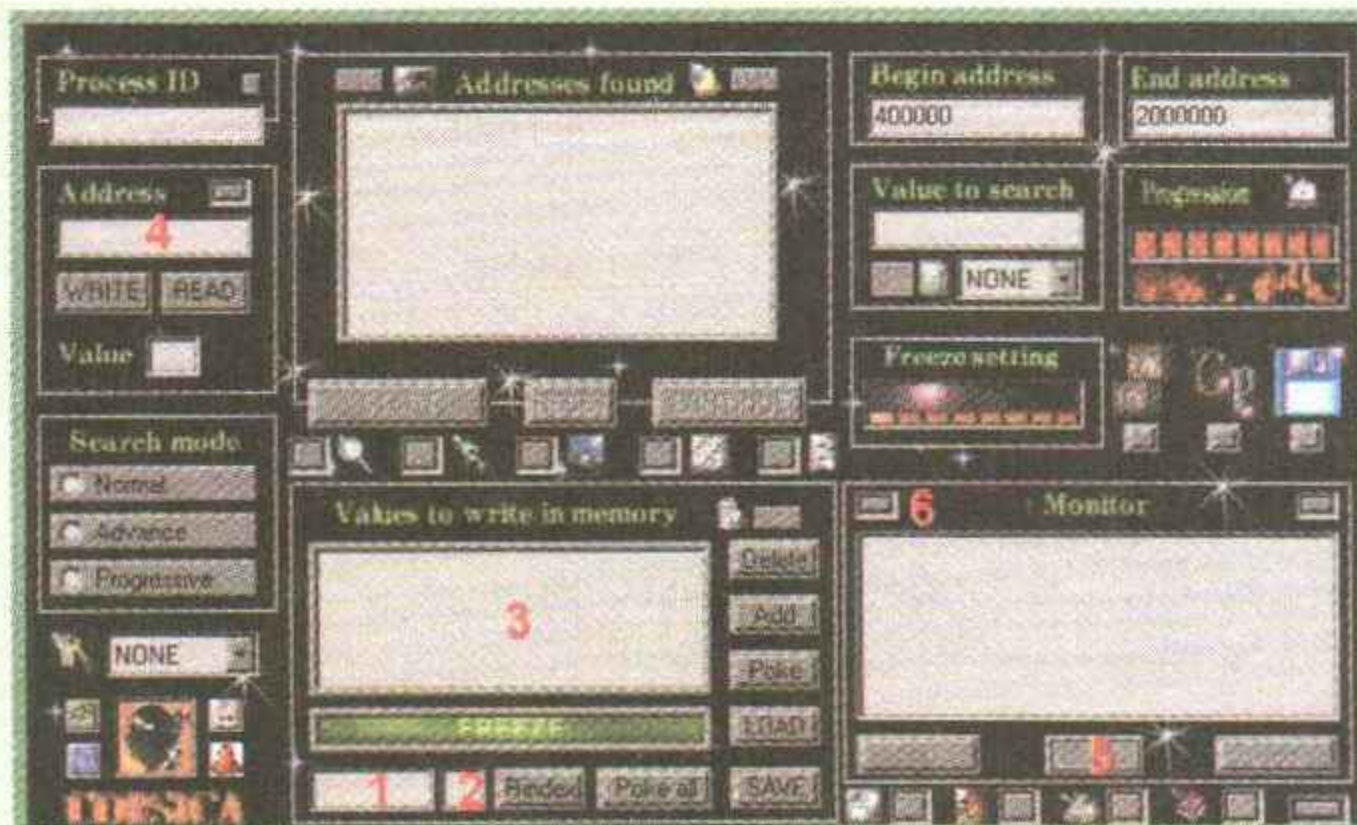 Process ID
Addresses found
Begin address
End address
400000
2000000
Address
4
WRITE READ
Value
Value to search
NONE
Progression
Freeze setting
Search mode
Normal
Advance
Progressive
NONE
CORSICA
Values to write in memory
3
Delete
Add
Poke
LOAD
FREEZE
1
2
Poke all
SAVE
6
Monitor
5